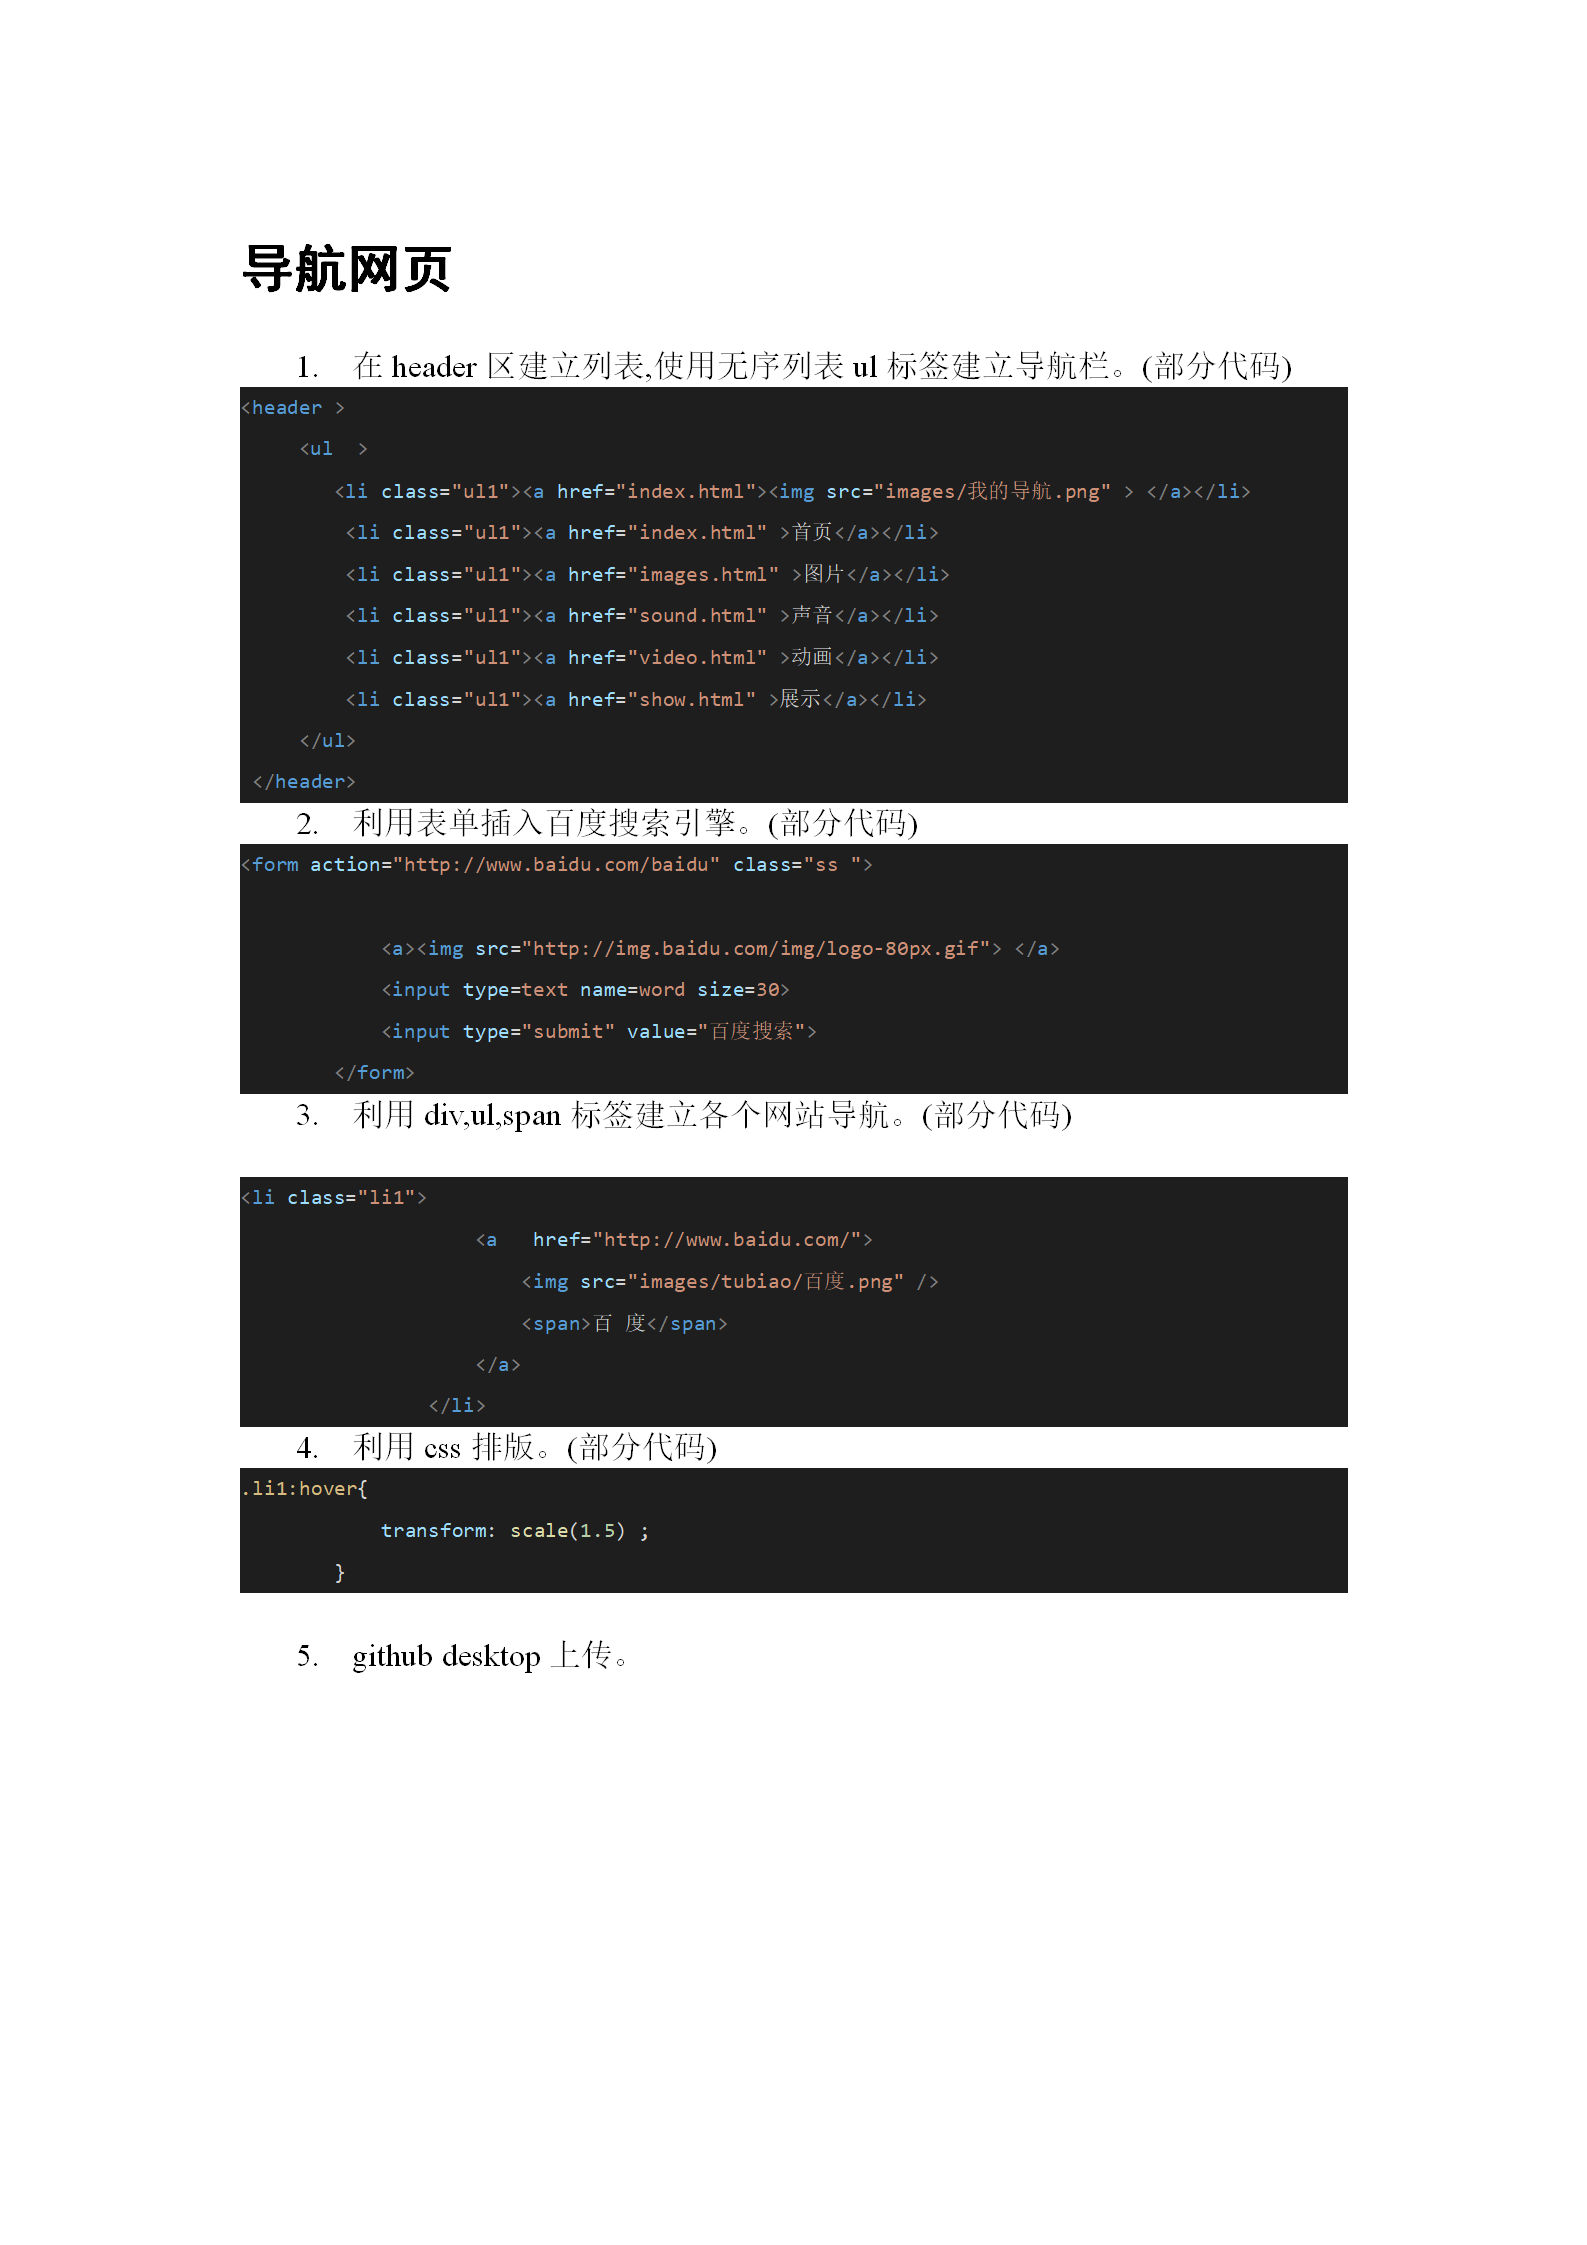 导航网页
1. 在 header 区建立列表,使用无序列表 ul 标签建立导航栏。(部分代码)
<header >
<ul  >
<li class="ul1"><a href="index.html"><img src="images/我的导航.png" > </a></li>
<li class="ul1"><a href="index.html" >首页</a></li>
<li class="ul1"><a href="images.html" >图片</a></li>
<li class="ul1"><a href="sound.html" >声音</a></li>
<li class="ul1"><a href="video.html" >动画</a></li>
<li class="ul1"><a href="show.html" >展示</a></li>
</ul>
</header>
2. 利用表单插入百度搜索引擎。(部分代码)
<form action="http://www.baidu.com/baidu" class="ss ">
<a><img src="http://img.baidu.com/img/logo-80px.gif"> </a>
<input type=text name=word size=30>
<input type="submit" value="百度搜索">
</form>
3. 利用 div,ul,span 标签建立各个网站导航。(部分代码)
<li class="li1">
<a   href="http://www.baidu.com/">
<img src="images/tubiao/百度.png" />
<span>百 度</span>
</a>
</li>
4. 利用 css 排版。(部分代码)
.li1:hover{
transform: scale(1.5) ;
}
5. github desktop 上传。